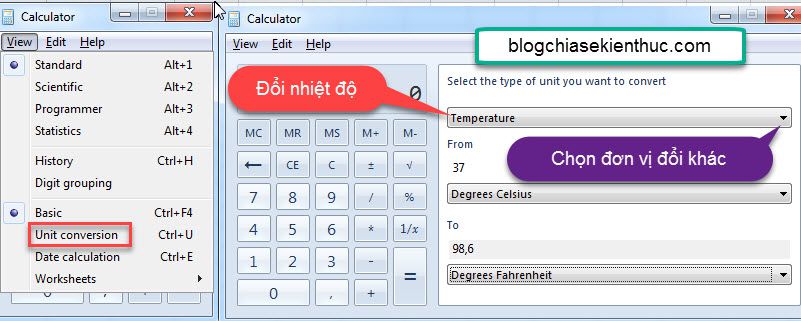 Calculator
View Edit Help
Standard Alt+1
Scientific Alt+2
Programmer Alt+3
Statistics Alt+4
History Ctrl+H
Digit grouping
Basic Ctrl+F4
Unit conversion Ctrl+U
Date calculation Ctrl+E
Worksheets
Calculator
View Edit Help
blogchiasekienthuc.com
0
Đổi nhiệt độ
MC MR MS M+ M-
← CE C ± √
7 8 9 / %
4 5 6 * 1/x
1 2 3 - =
0 , +
Select the type of unit you want to convert
Temperature
Chọn đơn vị đổi khác
From
37
Degrees Celsius
To
98,6
Degrees Fahrenheit